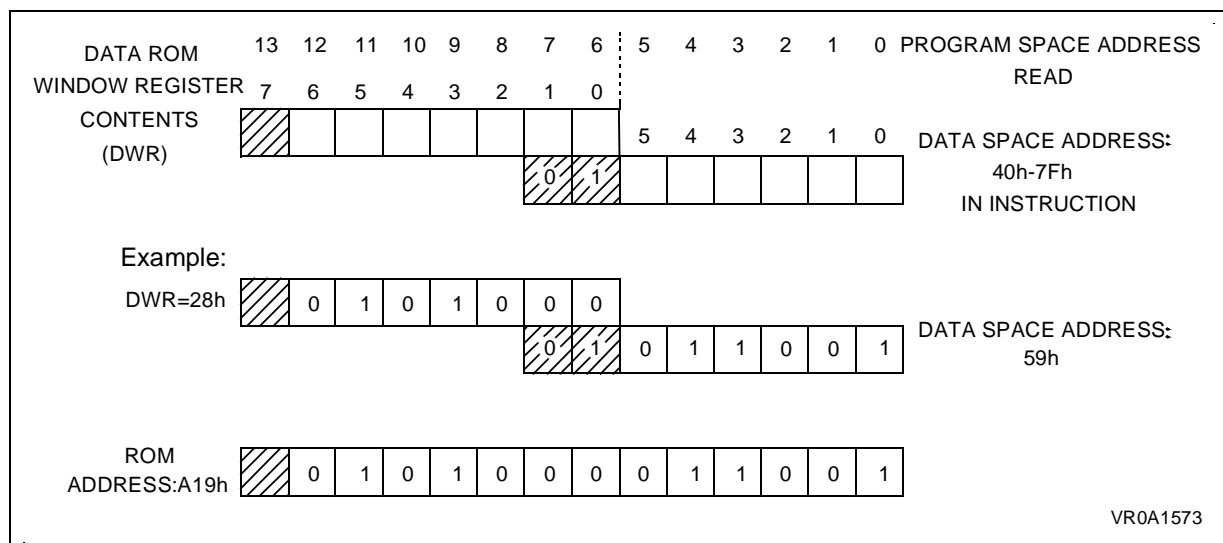 13 12 11 10 9 8 7 6 5 4 3 2 1 0 PROGRAM SPACE ADDRESS
READ
DATA ROM
WINDOW REGISTER 7 6 5 4 3 2 1 0
CONTENTS
(DWR)
5 4 3 2 1 0 DATA SPACE ADDRESS:
40h-7Fh
IN INSTRUCTION
0 1
Example:
DWR=28h 0 1 0 1 0 0 0
0 1 0 1 1 0 0 1 DATA SPACE ADDRESS:
59h
ROM
ADDRESS:A19h 0 1 0 1 0 0 0 0 1 1 0 0 1
VR0A1573